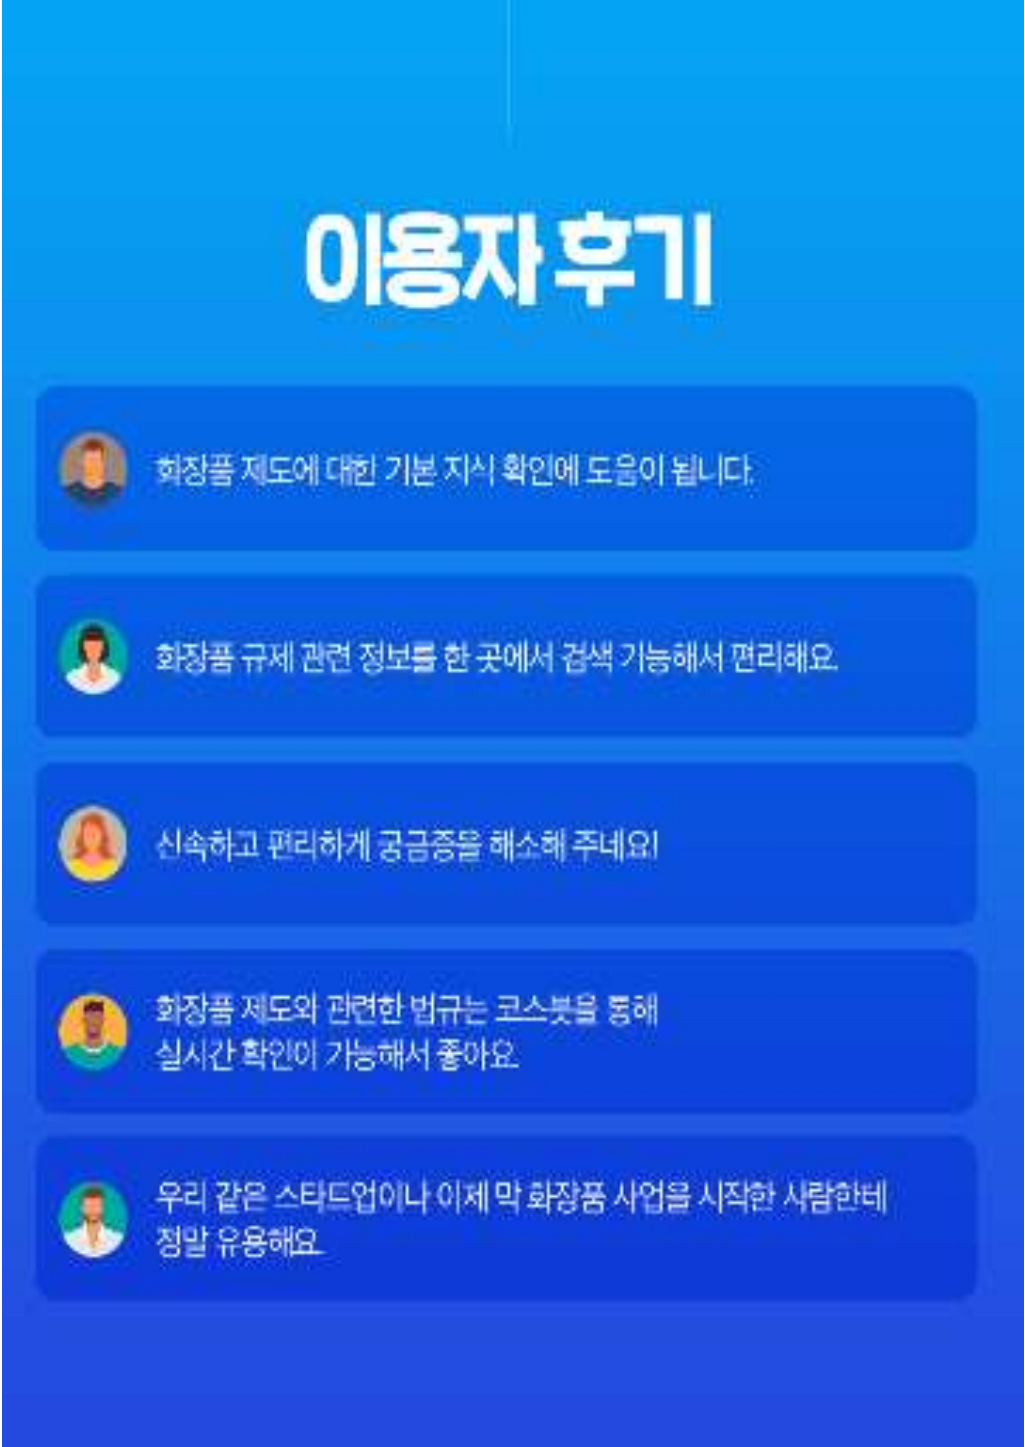 이용자 후기
화장품 제도에 대한 기본 지식 확인에 도움이 됩니다.
화장품 규제 관련 정보를 한 곳에서 검색 가능해서 편리해요.
신속하고 편리하게 궁금증을 해소해 주네요!
화장품 제도와 관련한 법규는 코스봇을 통해
실시간 확인이 가능해서 좋아요.
우리 같은 스타트업이나 이제 막 화장품 사업을 시작한 사람한테
정말 유용해요.